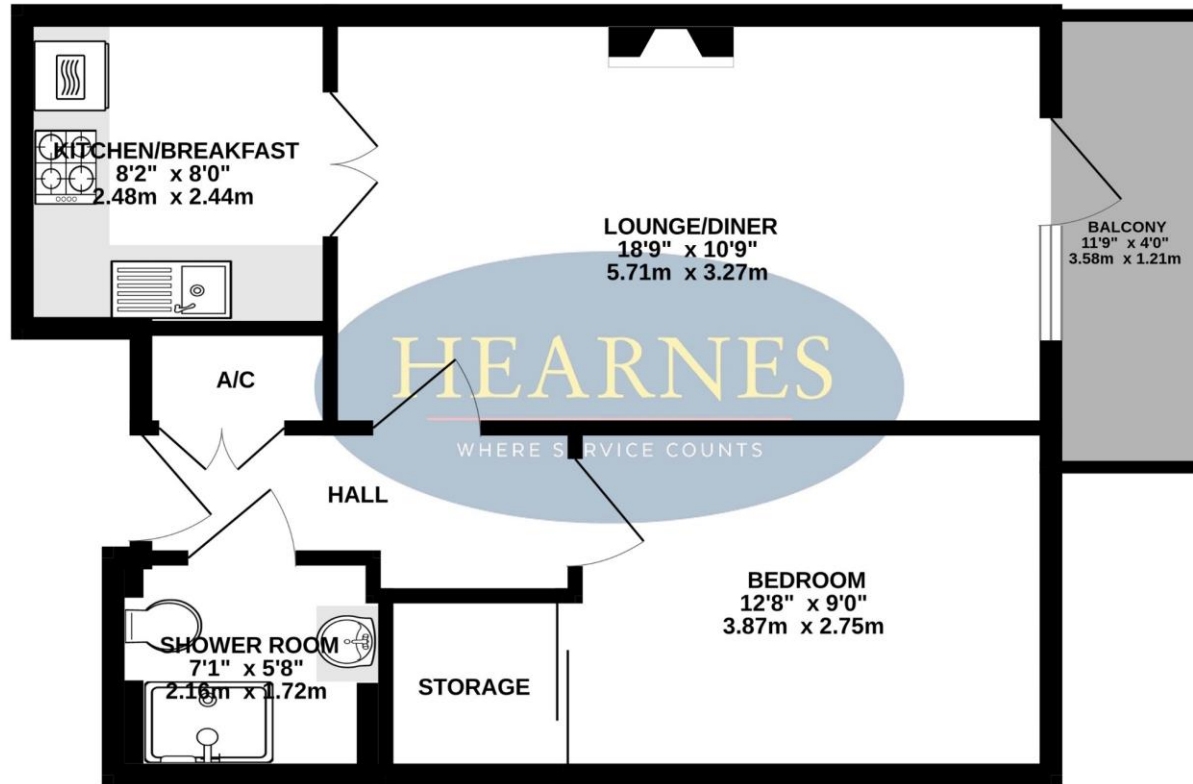 KITCHEN/BREAKFAST
8'2" x 8'0"
2.48m x 2.44m
LOUNGE/DINER
18'9" x 10'9"
5.71m x 3.27m
BALCONY
11'9" x 4'0"
3.58m x 1.21m
A/C
HEARNES
WHERE SERVICE COUNTS
HALL
BEDROOM
12'8" x 9'0"
3.87m x 2.75m
SHOWER ROOM
7'1" x 5'8"
2.16m x 1.72m
STORAGE